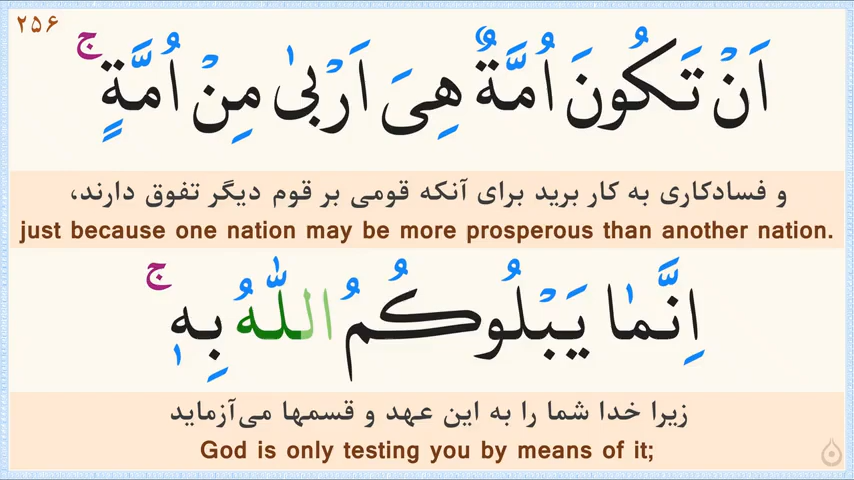 ۲۵۶
اَنْ تَكُونَ اُمَّةٌ هِىَ اَرْبىٰ مِنْ اُمَّةٍ ۚ
و فسادکاری به کار برید برای آنکه قومی بر قوم دیگر تفوق دارند،
just because one nation may be more prosperous than another nation.
اِنَّمٰا يَبْلُوكُمُ اللّٰهُ بِهٖ ۚ
زیرا خدا شما را به این عهد و قسمها می‌آزماید
God is only testing you by means of it;